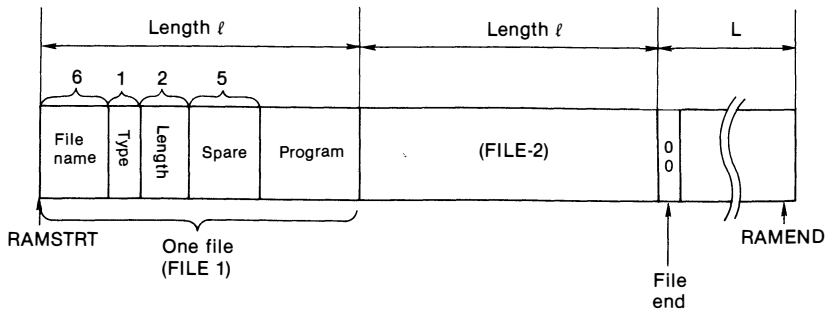 Length ℓ
Length ℓ
L
6
1
2
5
File
name
Type
Length
Spare
Program
(FILE-2)
0
0
RAMSTRT
One file
(FILE 1)
File
end
RAMEND